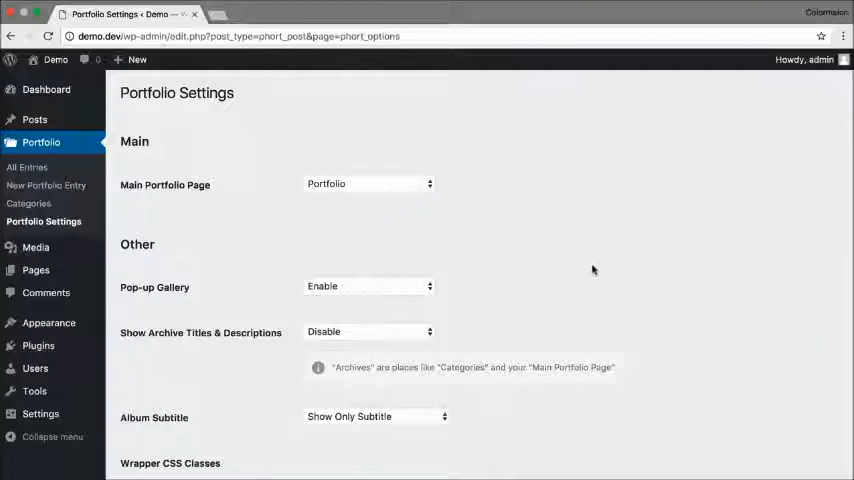 Portfolio Settings ‹ Demo — W
Colormelon
demo.dev/wp-admin/edit.php?post_type=phort_post&page=phort_options
Demo
0
New
Howdy, admin
Dashboard
Posts
Portfolio
All Entries
New Portfolio Entry
Categories
Portfolio Settings
Media
Pages
Comments
Appearance
Plugins
Users
Tools
Settings
Collapse menu
Portfolio Settings
Main
Main Portfolio Page
Portfolio
Other
Pop-up Gallery
Enable
Show Archive Titles & Descriptions
Disable
"Archives" are places like "Categories" and your "Main Portfolio Page"
Album Subtitle
Show Only Subtitle
Wrapper CSS Classes